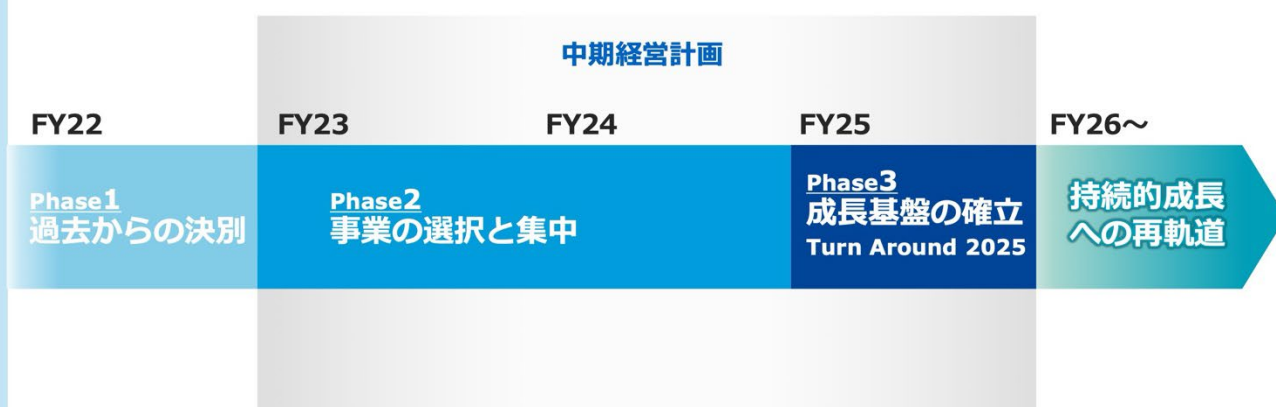 中期経営計画
FY22
FY23
FY24
FY25
FY26～
Phase1
過去からの決別
Phase2
事業の選択と集中
Phase3
成長基盤の確立
Turn Around 2025
持続的成長
への再軌道